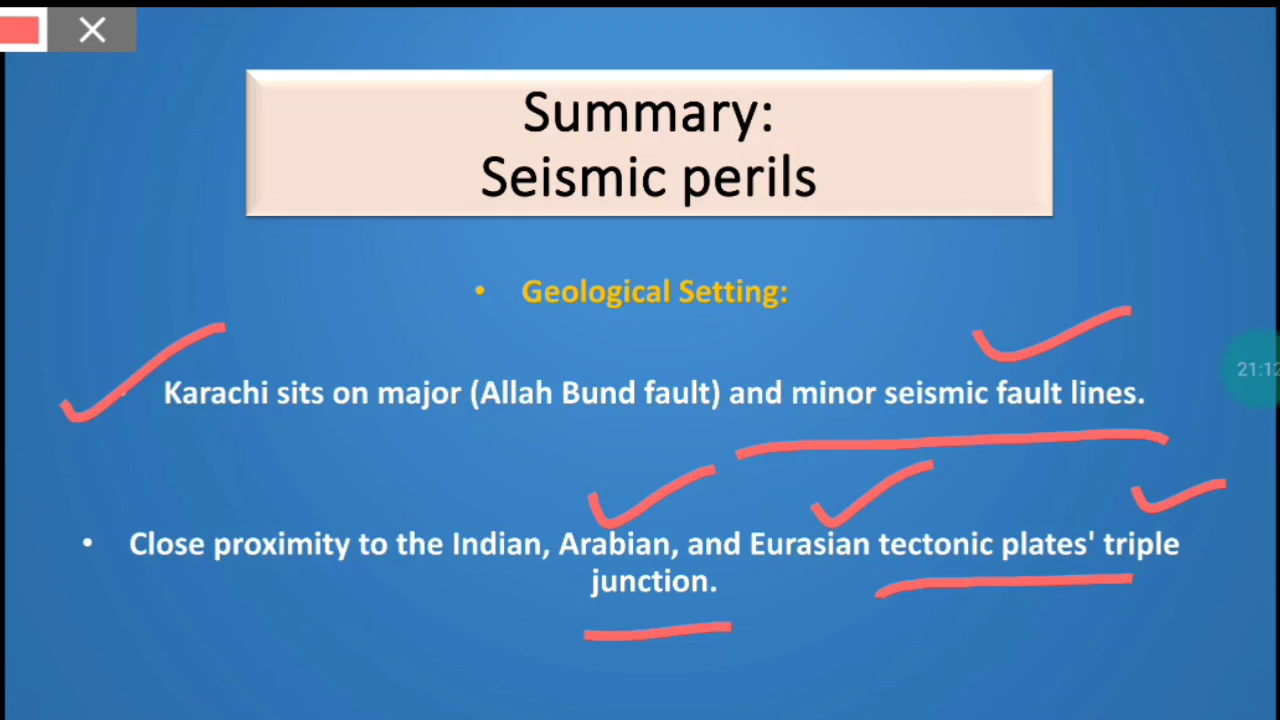 Summary:
Seismic perils
• Geological Setting:
Karachi sits on major (Allah Bund fault) and minor seismic fault lines.
• Close proximity to the Indian, Arabian, and Eurasian tectonic plates' triple
junction.
21:12